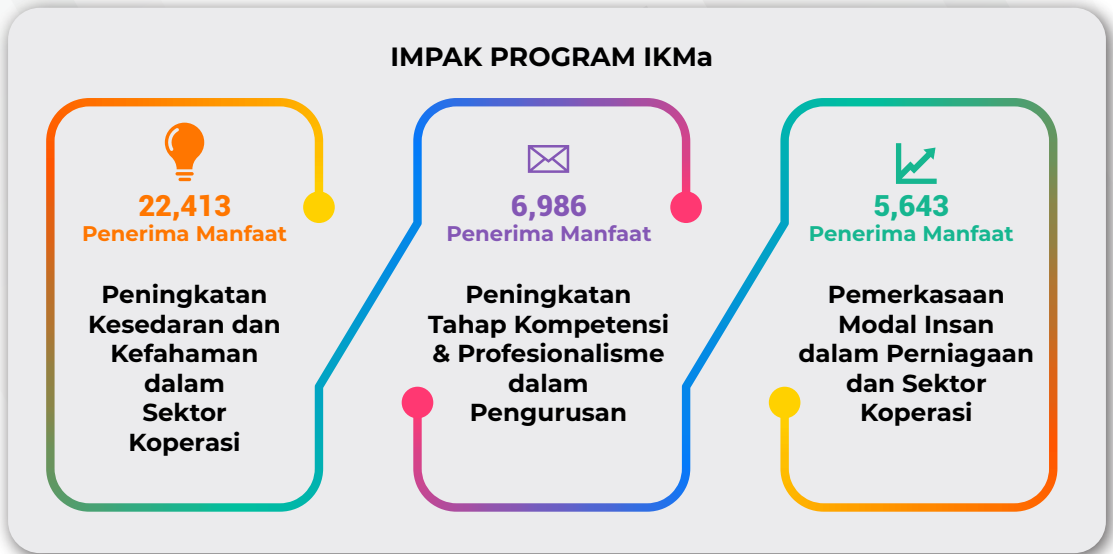 IMPAK PROGRAM IKMa
22,413
Penerima Manfaat
Peningkatan
Kesedaran dan
Kefahaman
dalam
Sektor
Koperasi
6,986
Penerima Manfaat
Peningkatan
Tahap Kompetensi
& Profesionalisme
dalam
Pengurusan
5,643
Penerima Manfaat
Pemerkasaan
Modal Insan
dalam Perniagaan
dan Sektor
Koperasi